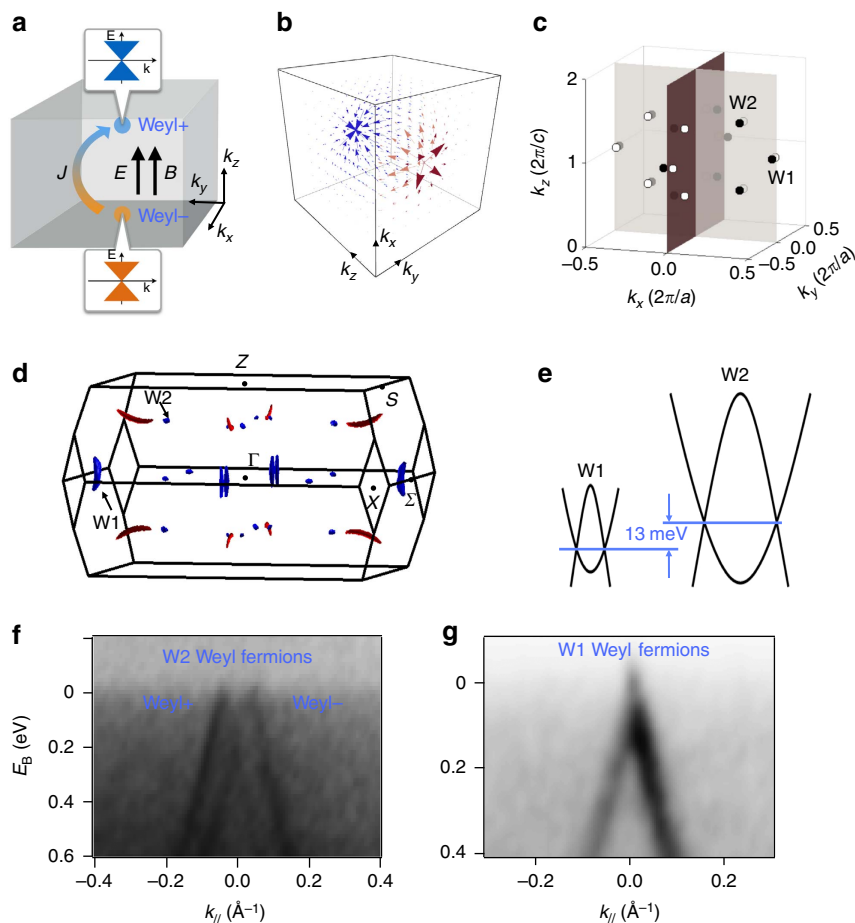 a
E
k
Weyl+
J
E
B
k_z
k_y
Weyl−
k_x
E
k
b
k_x
k_z
k_y
c
2
W2
k_z (2π/c)
1
W1
0
−0.5
0.0
0.5
0.5
0.0
−0.5
k_x (2π/a)
k_y (2π/a)
d
Z
W2
S
Γ
X
Σ
W1
e
W2
W1
13 meV
f
W2 Weyl fermions
Weyl+
Weyl−
0
0.2
0.4
0.6
E_B (eV)
−0.4
−0.2
0.0
0.2
0.4
k_// (Å⁻¹)
g
W1 Weyl fermions
0
0.2
0.4
−0.2
0.0
0.2
k_// (Å⁻¹)